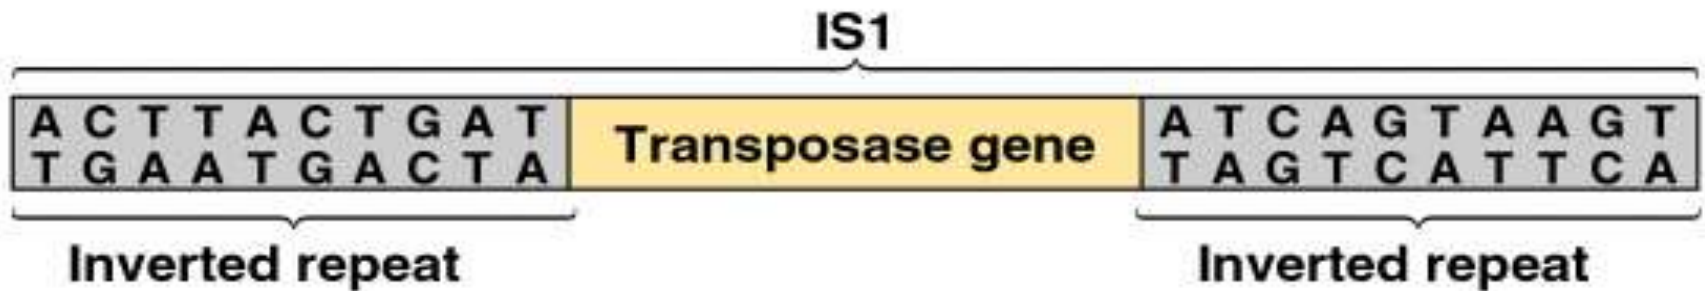 IS1
A C T T A C T G A T
T G A A T G A C T A
Transposase gene
A T C A G T A A G T
T A G T C A T T C A
Inverted repeat
Inverted repeat